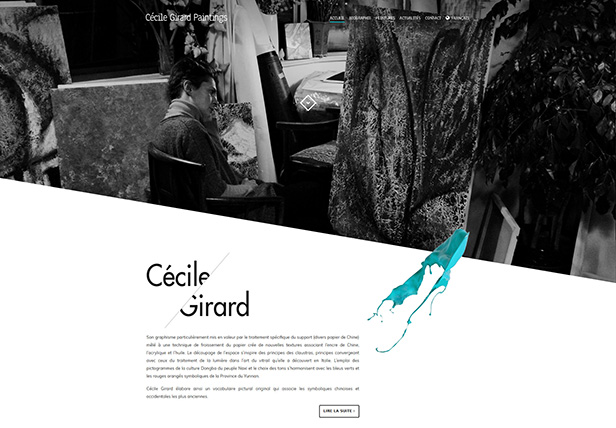 Cécile Girard Paintings
ACCUEIL BIOGRAPHIE PEINTURES ACTUALITÉS CONTACT FRANÇAIS
Cécile
Girard
Son graphisme particulièrement mis en valeur par le traitement spécifique du support (divers papier de Chine)
mêlé à une technique de froissement du papier crée de nouvelles textures associant l'encre de Chine,
l'acrylique et l'huile. Le découpage de l'espace s'inspire des principes des claustras, principes convergeant
avec ceux du traitement de la lumière dans l'art du vitrail qu'elle a découvert en Italie. L'emploi des
pictogrammes de la culture Dongba du peuple Naxi et le choix des tons s'harmonisent avec les bleus verts et
les rouges orangés symboliques de la Province du Yunnan.
Cécile Girard élabore ainsi un vocabulaire pictural original qui associe les symboliques chinoises et
occidentales les plus anciennes.
LIRE LA SUITE ›